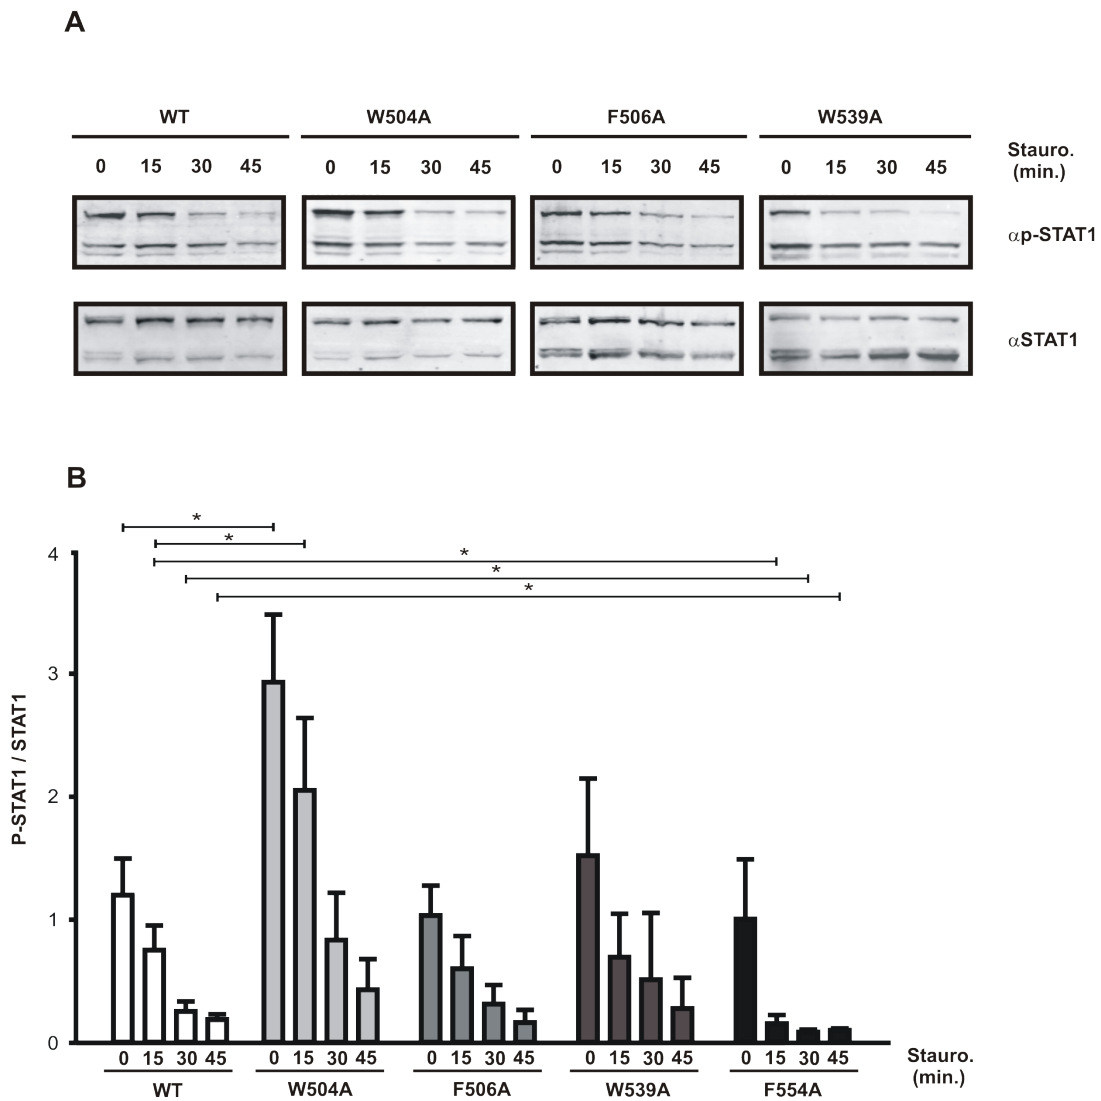 A
WT W504A F506A W539A
0 15 30 45 0 15 30 45 0 15 30 45 0 15 30 45 Stauro.
(min.)
αp-STAT1
αSTAT1
B
*
*
*
*
*
4
3
2
1
0
P-STAT1 / STAT1
0 15 30 45 0 15 30 45 0 15 30 45 0 15 30 45 0 15 30 45 Stauro.
(min.)
WT W504A F506A W539A F554A